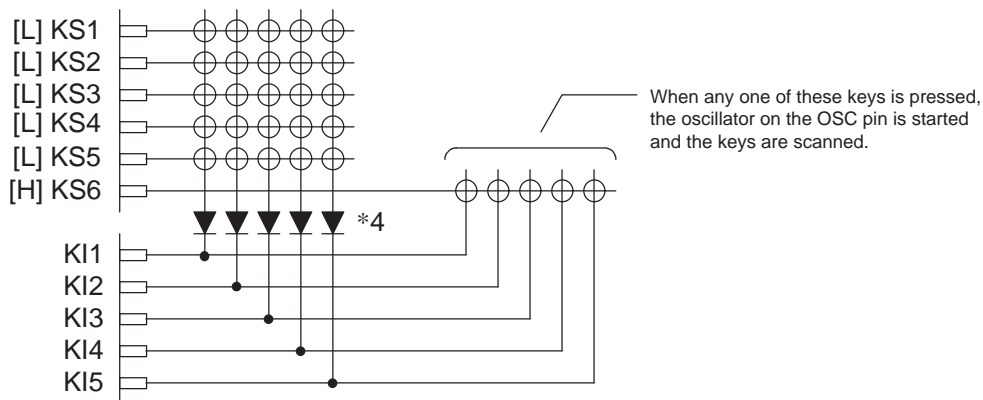 [L] KS1
[L] KS2
[L] KS3
[L] KS4
[L] KS5
[H] KS6
When any one of these keys is pressed,
the oscillator on the OSC pin is started
and the keys are scanned.
*4
KI1
KI2
KI3
KI4
KI5